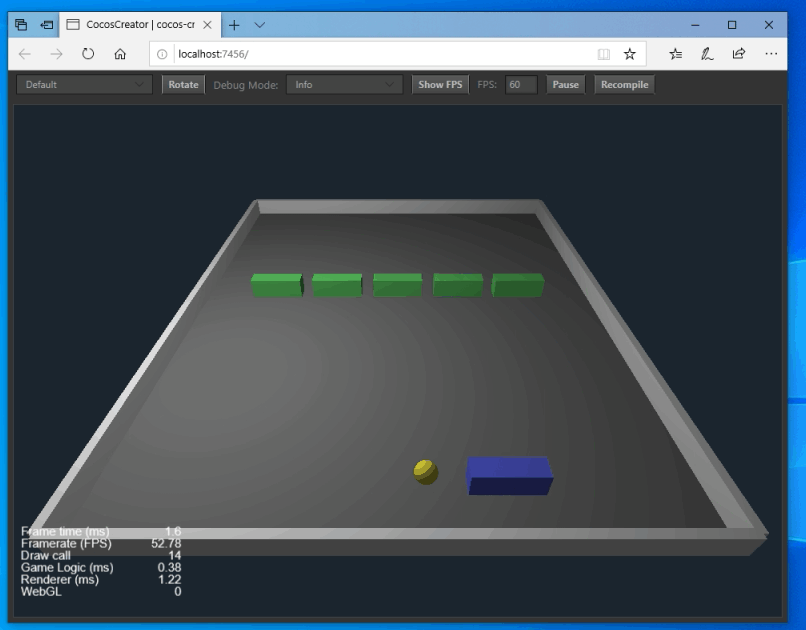 CocosCreator | cocos-cr
localhost:7456/
Default Rotate Debug Mode: Info Show FPS FPS: 60 Pause Recompile
Frame time (ms) 1.6
Framerate (FPS) 52.78
Draw call 14
Game Logic (ms) 0.38
Renderer (ms) 1.22
WebGL 0